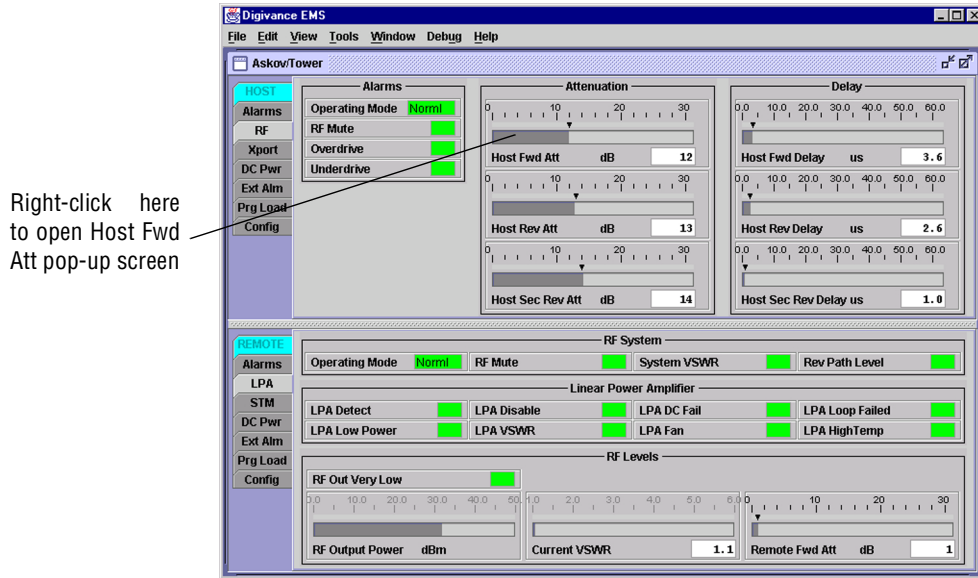 Digivance EMS
File Edit View Tools Window Debug Help
Askov/Tower
HOST
Alarms
RF
Xport
DC Pwr
Ext Alm
Prg Load
Config
Alarms
Operating Mode Norml
RF Mute
Overdrive
Underdrive
Attenuation
0 10 20 30
Host Fwd Att dB 12
0 10 20 30
Host Rev Att dB 13
0 10 20 30
Host Sec Rev Att dB 14
Delay
0.0 10.0 20.0 30.0 40.0 50.0 60.0
Host Fwd Delay us 3.6
0.0 10.0 20.0 30.0 40.0 50.0 60.0
Host Rev Delay us 2.6
0.0 10.0 20.0 30.0 40.0 50.0 60.0
Host Sec Rev Delay us 1.0
Right-click here
to open Host Fwd
Att pop-up screen
REMOTE
Alarms
LPA
STM
DC Pwr
Ext Alm
Prg Load
Config
RF System
Operating Mode Norml RF Mute System VSWR Rev Path Level
Linear Power Amplifier
LPA Detect LPA Disable LPA DC Fail LPA Loop Failed
LPA Low Power LPA VSWR LPA Fan LPA HighTemp
RF Levels
RF Out Very Low
0.0 10.0 20.0 30.0 40.0 50.
RF Output Power dBm
1.0 2.0 3.0 4.0 5.0 6.0
Current VSWR 1.1
0 10 20 30
Remote Fwd Att dB 1